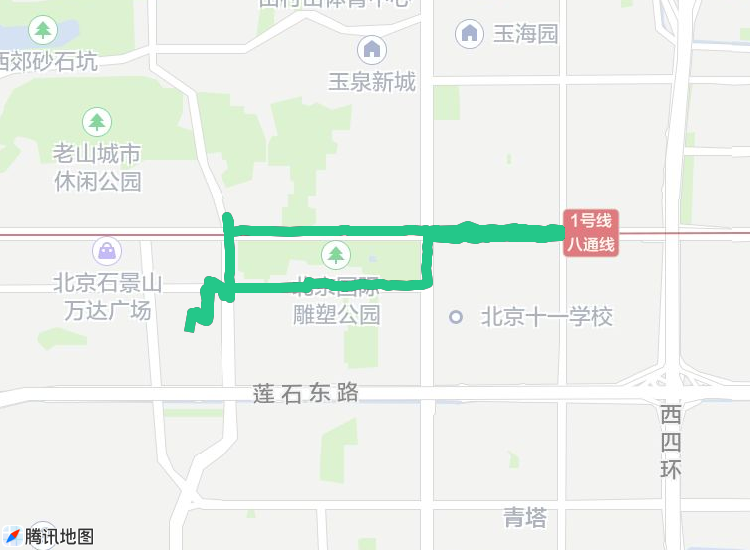 玉海园
西郊砂石坑
玉泉新城
老山城市
休闲公园
1号线
八通线
北京石景山
万达广场
北京国际
雕塑公园
北京十一学校
莲石东路
西四环
青塔
腾讯地图